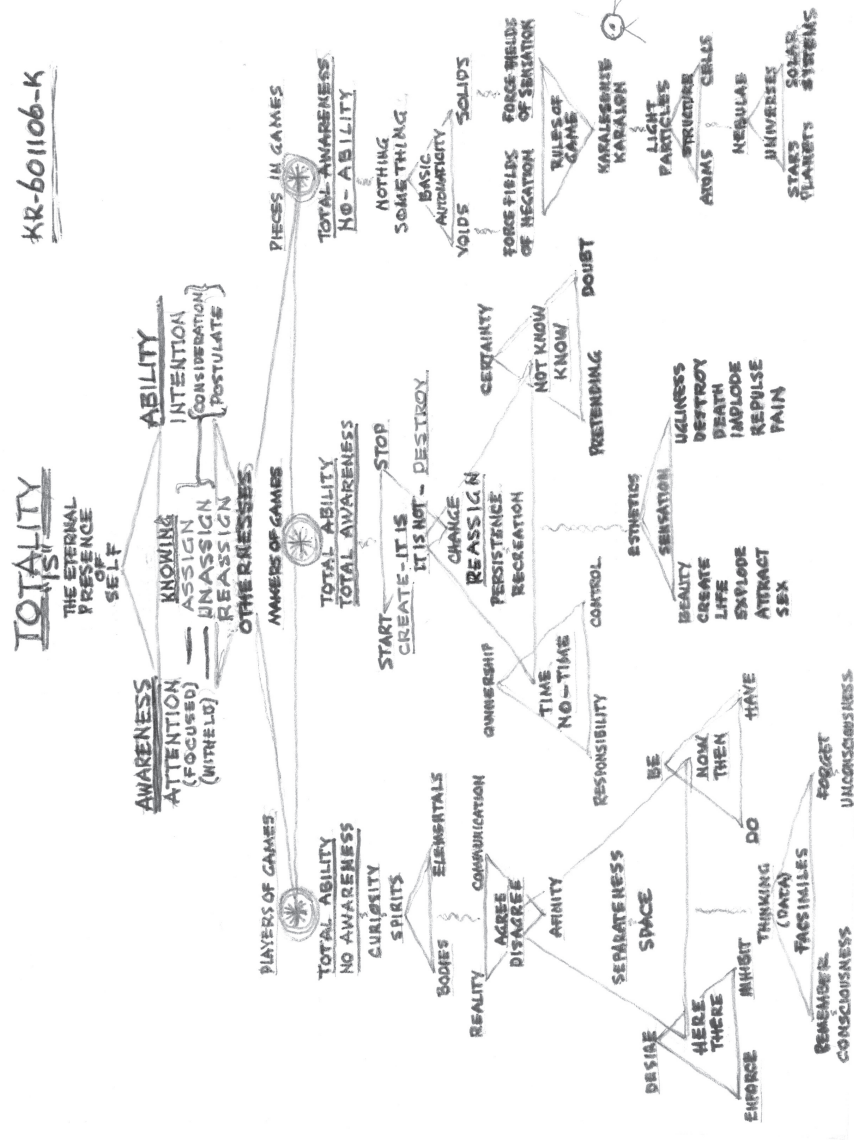 KR-601106-K
TOTALITY
"IS"
THE ETERNAL
PRESENCE
OF
SELF
AWARENESS
ATTENTION
(FOCUSED)
(WITHELD)
KNOWING
ASSIGN
UNASSIGN
REASSIGN
ABILITY
INTENTION
CONSIDERATION
POSTULATE
OTHERNESSES
PLAYERS OF GAMES
MAKERS OF GAMES
PIECES IN GAMES
TOTAL ABILITY
NO AWARENESS
CURIOSITY
SPIRITS
BODIES
ELEMENTALS
REALITY
COMMUNICATION
AGREE
DISAGREE
AFINITY
SEPARATENESS
SPACE
DESIRE
HERE
THERE
ENFORCE
INHIBIT
BE
NOW
THEN
DO
HAVE
THINKING
(DATA)
FACSIMILES
REMEMBER
CONSCIOUSNESS
FORGET
UNCONSCIOUSNESS
TOTAL ABILITY
TOTAL AWARENESS
START
STOP
CREATE-IT IS
IT IS NOT - DESTROY
CHANGE
REASSIGN
PERSISTENCE
RECREATION
OWNERSHIP
TIME
NO-TIME
RESPONSIBILITY
CONTROL
CERTAINTY
NOT KNOW
KNOW
PRETENDING
DOUBT
ESTHETICS
SENSATION
BEAUTY
CREATE
LIFE
EXPLODE
ATTRACT
SEX
UGLINESS
DESTROY
DEATH
IMPLODE
REPULSE
PAIN
TOTAL AWARENESS
NO-ABILITY
NOTHING
SOMETHING
BASIC
AUTOMATICITY
VOIDS
SOLIDS
FORCE FIELDS
OF NEGATION
FORCE FIELDS
OF SENSATION
RULES OF
GAME
KARALESENSE
KARALON
LIGHT
PARTICLES
STRUCTURE
ATOMS
CELLS
NEBULAE
UNIVERSES
STARS
PLANETS
SOLAR
SYSTEMS